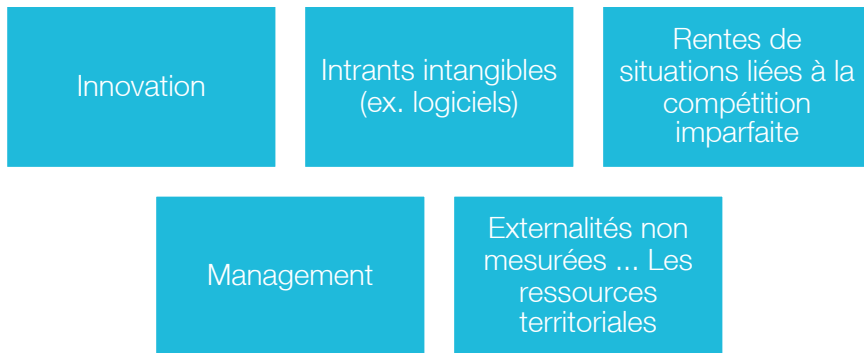 Innovation
Intrants intangibles
(ex. logiciels)
Rentes de
situations liées à la
compétition
imparfaite
Management
Externalités non
mesurées ... Les
ressources
territoriales